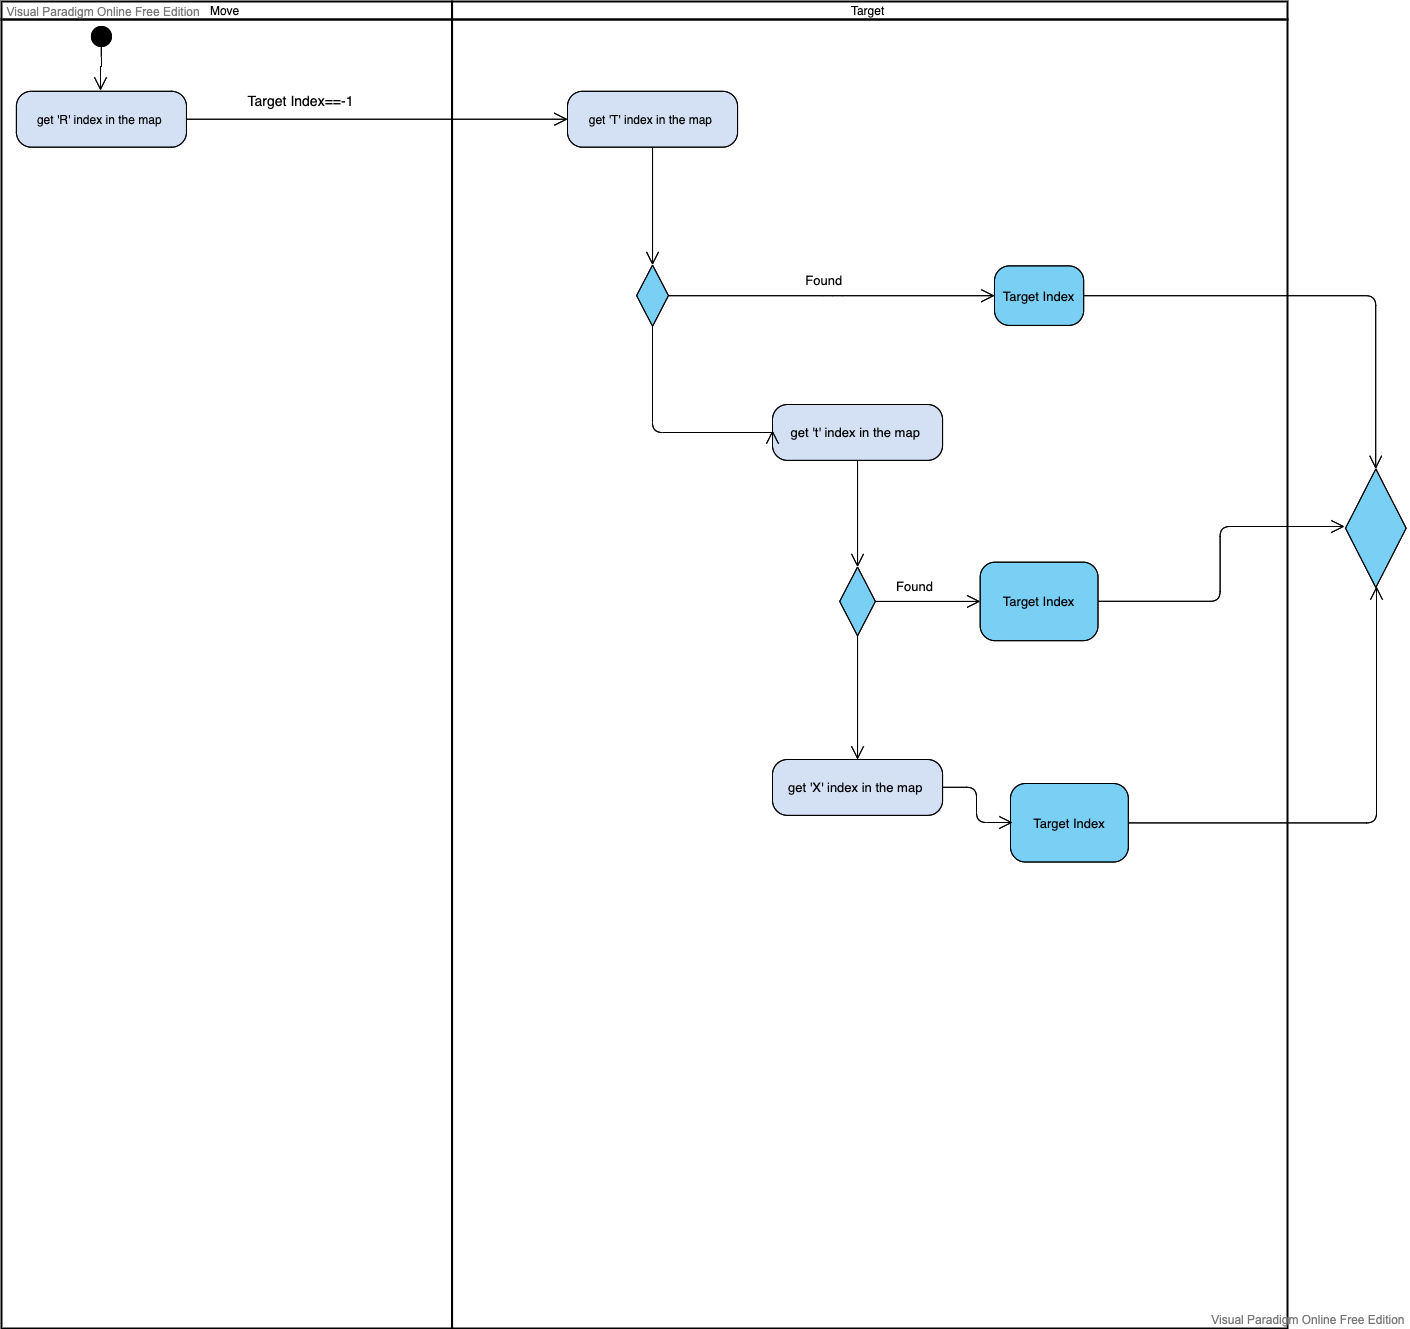 Visual Paradigm Online Free Edition
Move
Target
Target Index==-1
get 'R' index in the map
get 'T' index in the map
Found
Target Index
get 't' index in the map
Found
Target Index
get 'X' index in the map
Target Index
Visual Paradigm Online Free Edition